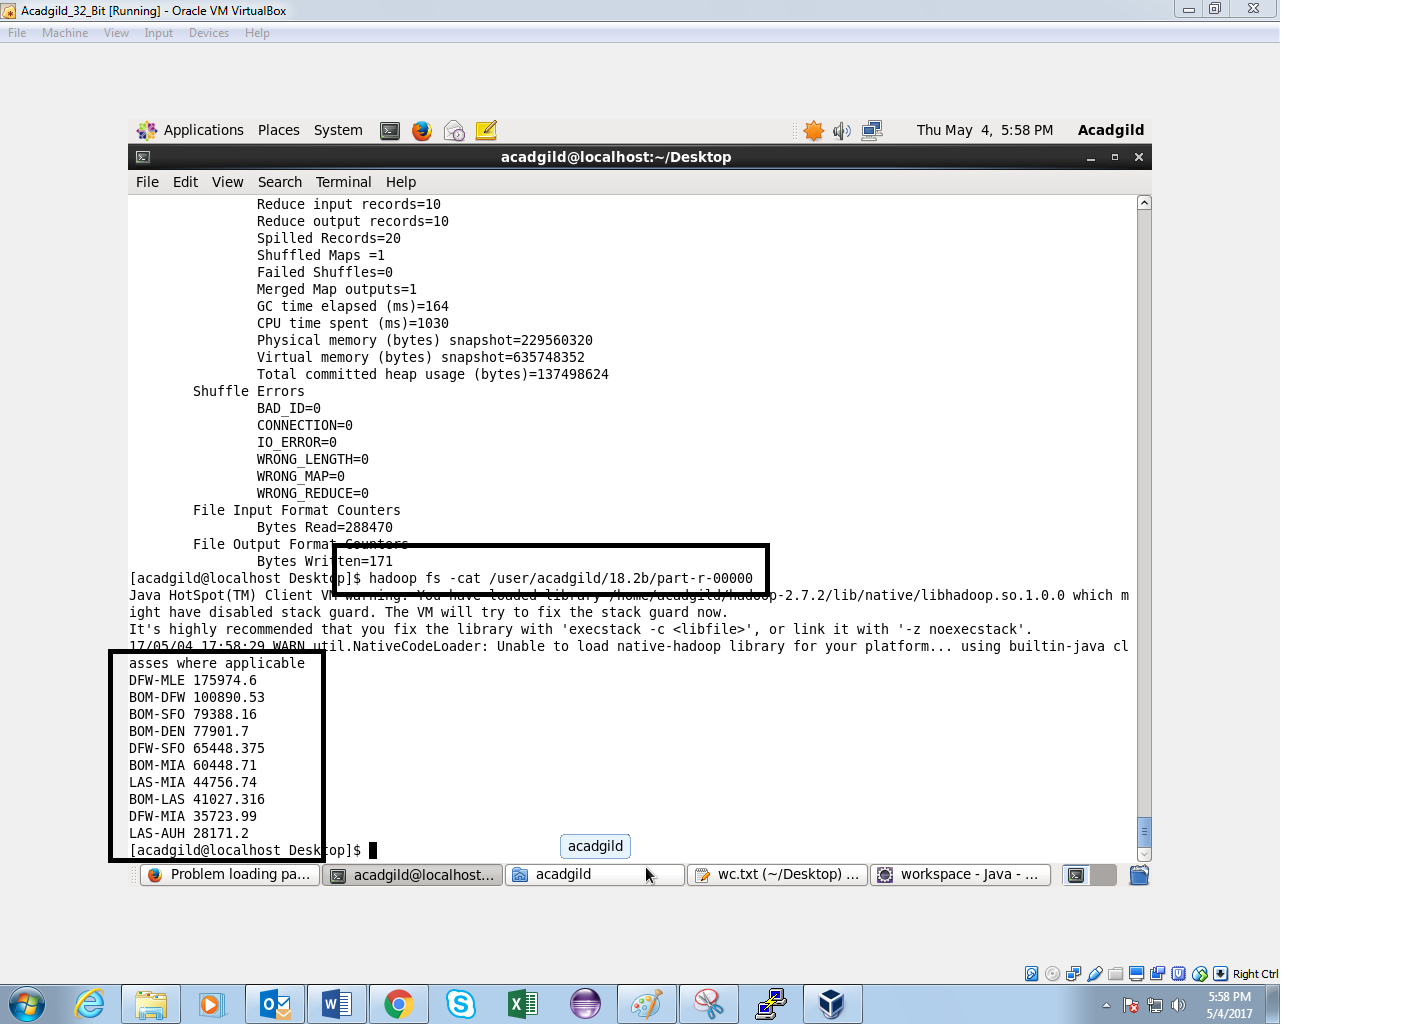 Acadgild_32_Bit [Running] - Oracle VM VirtualBox
File Machine View Input Devices Help
Applications Places System Thu May 4, 5:58 PM Acadgild
acadgild@localhost:~/Desktop
File Edit View Search Terminal Help
Reduce input records=10
Reduce output records=10
Spilled Records=20
Shuffled Maps =1
Failed Shuffles=0
Merged Map outputs=1
GC time elapsed (ms)=164
CPU time spent (ms)=1030
Physical memory (bytes) snapshot=229560320
Virtual memory (bytes) snapshot=635748352
Total committed heap usage (bytes)=137498624
Shuffle Errors
BAD_ID=0
CONNECTION=0
IO_ERROR=0
WRONG_LENGTH=0
WRONG_MAP=0
WRONG_REDUCE=0
File Input Format Counters
Bytes Read=288470
File Output Format Counters
Bytes Written=171
[acadgild@localhost Desktop]$ hadoop fs -cat /user/acadgild/18.2b/part-r-00000
Java HotSpot(TM) Client VM warning: You have loaded library /home/acadgild/hadoop-2.7.2/lib/native/libhadoop.so.1.0.0 which m
ight have disabled stack guard. The VM will try to fix the stack guard now.
It's highly recommended that you fix the library with 'execstack -c <libfile>', or link it with '-z noexecstack'.
17/05/04 17:58:29 WARN util.NativeCodeLoader: Unable to load native-hadoop library for your platform... using builtin-java cl
asses where applicable
DFW-MLE 175974.6
BOM-DFW 100890.53
BOM-SFO 79388.16
BOM-DEN 77901.7
DFW-SFO 65448.375
BOM-MIA 60448.71
LAS-MIA 44756.74
BOM-LAS 41027.316
DFW-MIA 35723.99
LAS-AUH 28171.2
[acadgild@localhost Desktop]$
acadgild
Problem loading pa... acadgild@localhost... acadgild wc.txt (~/Desktop) ... workspace - Java - ...
Right Ctrl
5:58 PM
5/4/2017